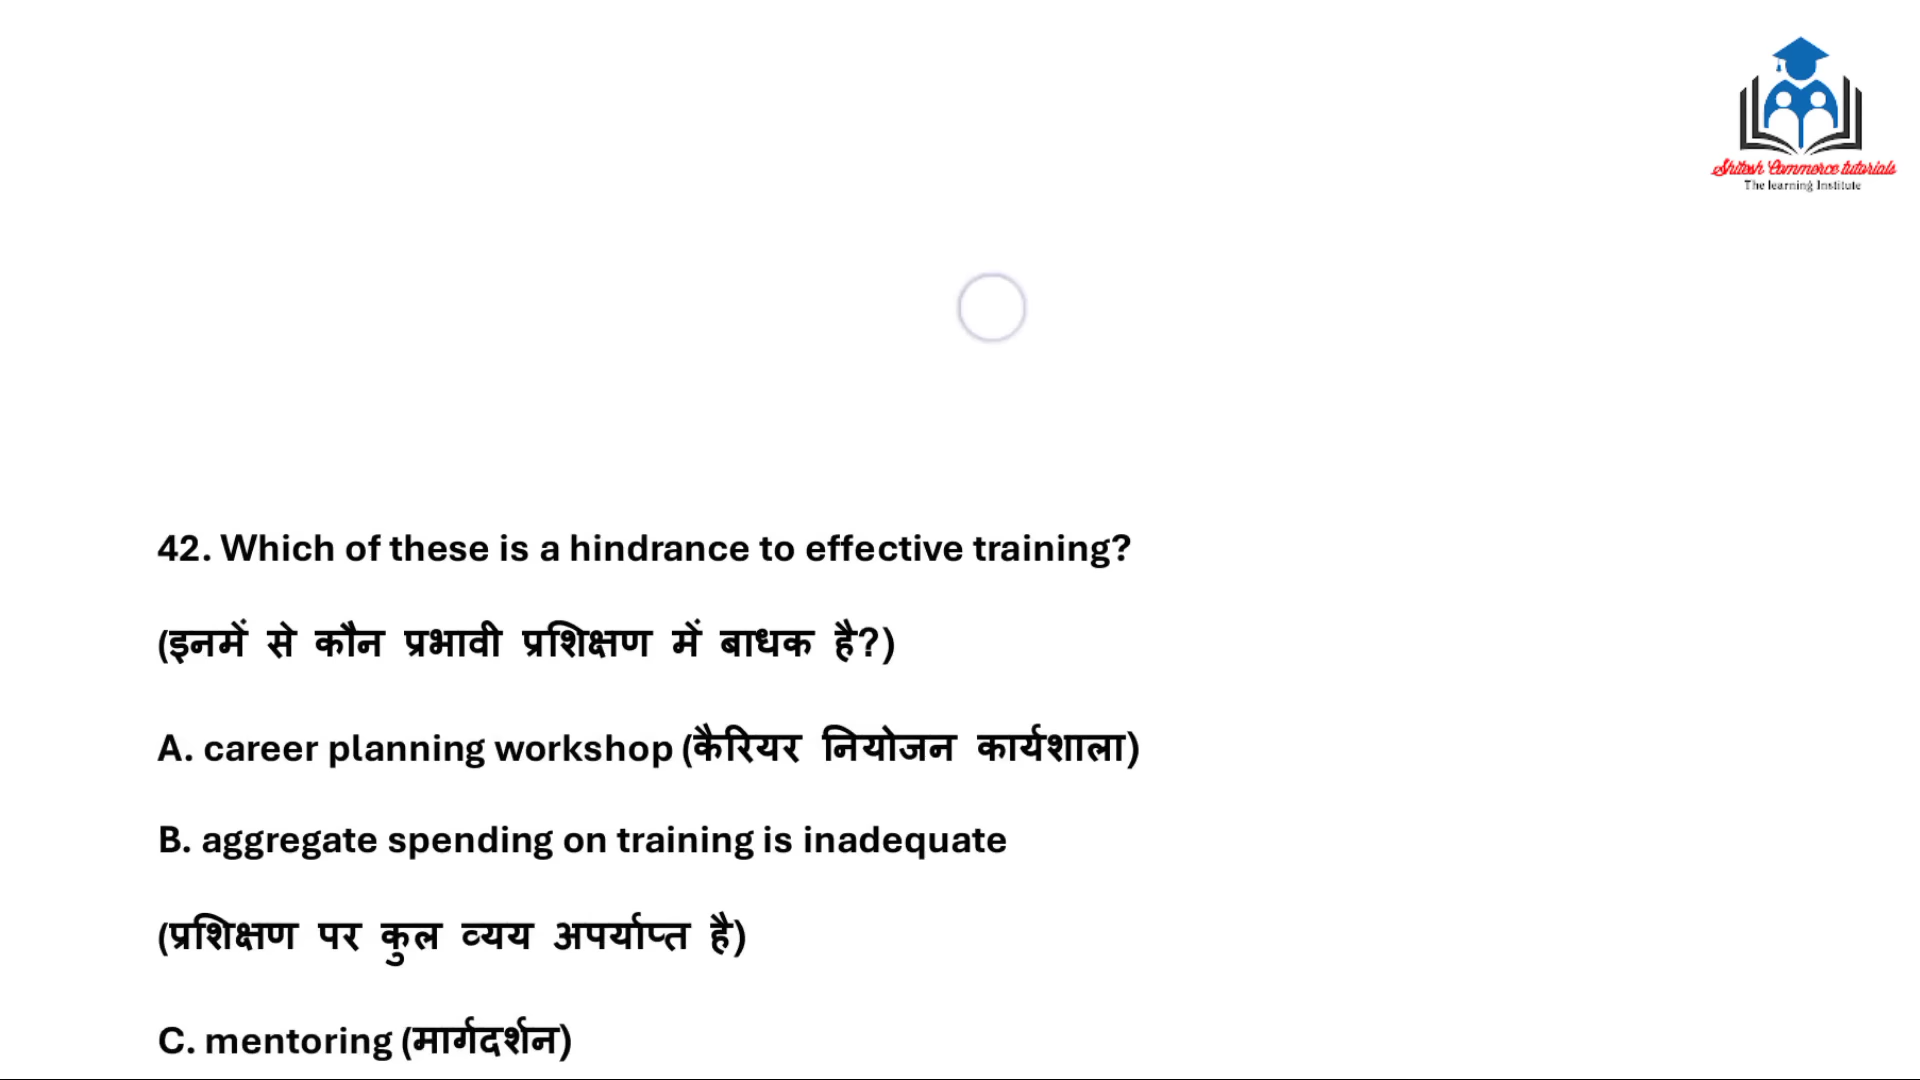 Shitosh Commerce tutorials
The learning Institute
42. Which of these is a hindrance to effective training?
(इनमें से कौन प्रभावी प्रशिक्षण में बाधक है?)
A. career planning workshop (कैरियर नियोजन कार्यशाला)
B. aggregate spending on training is inadequate
(प्रशिक्षण पर कुल व्यय अपर्याप्त है)
C. mentoring (मार्गदर्शन)